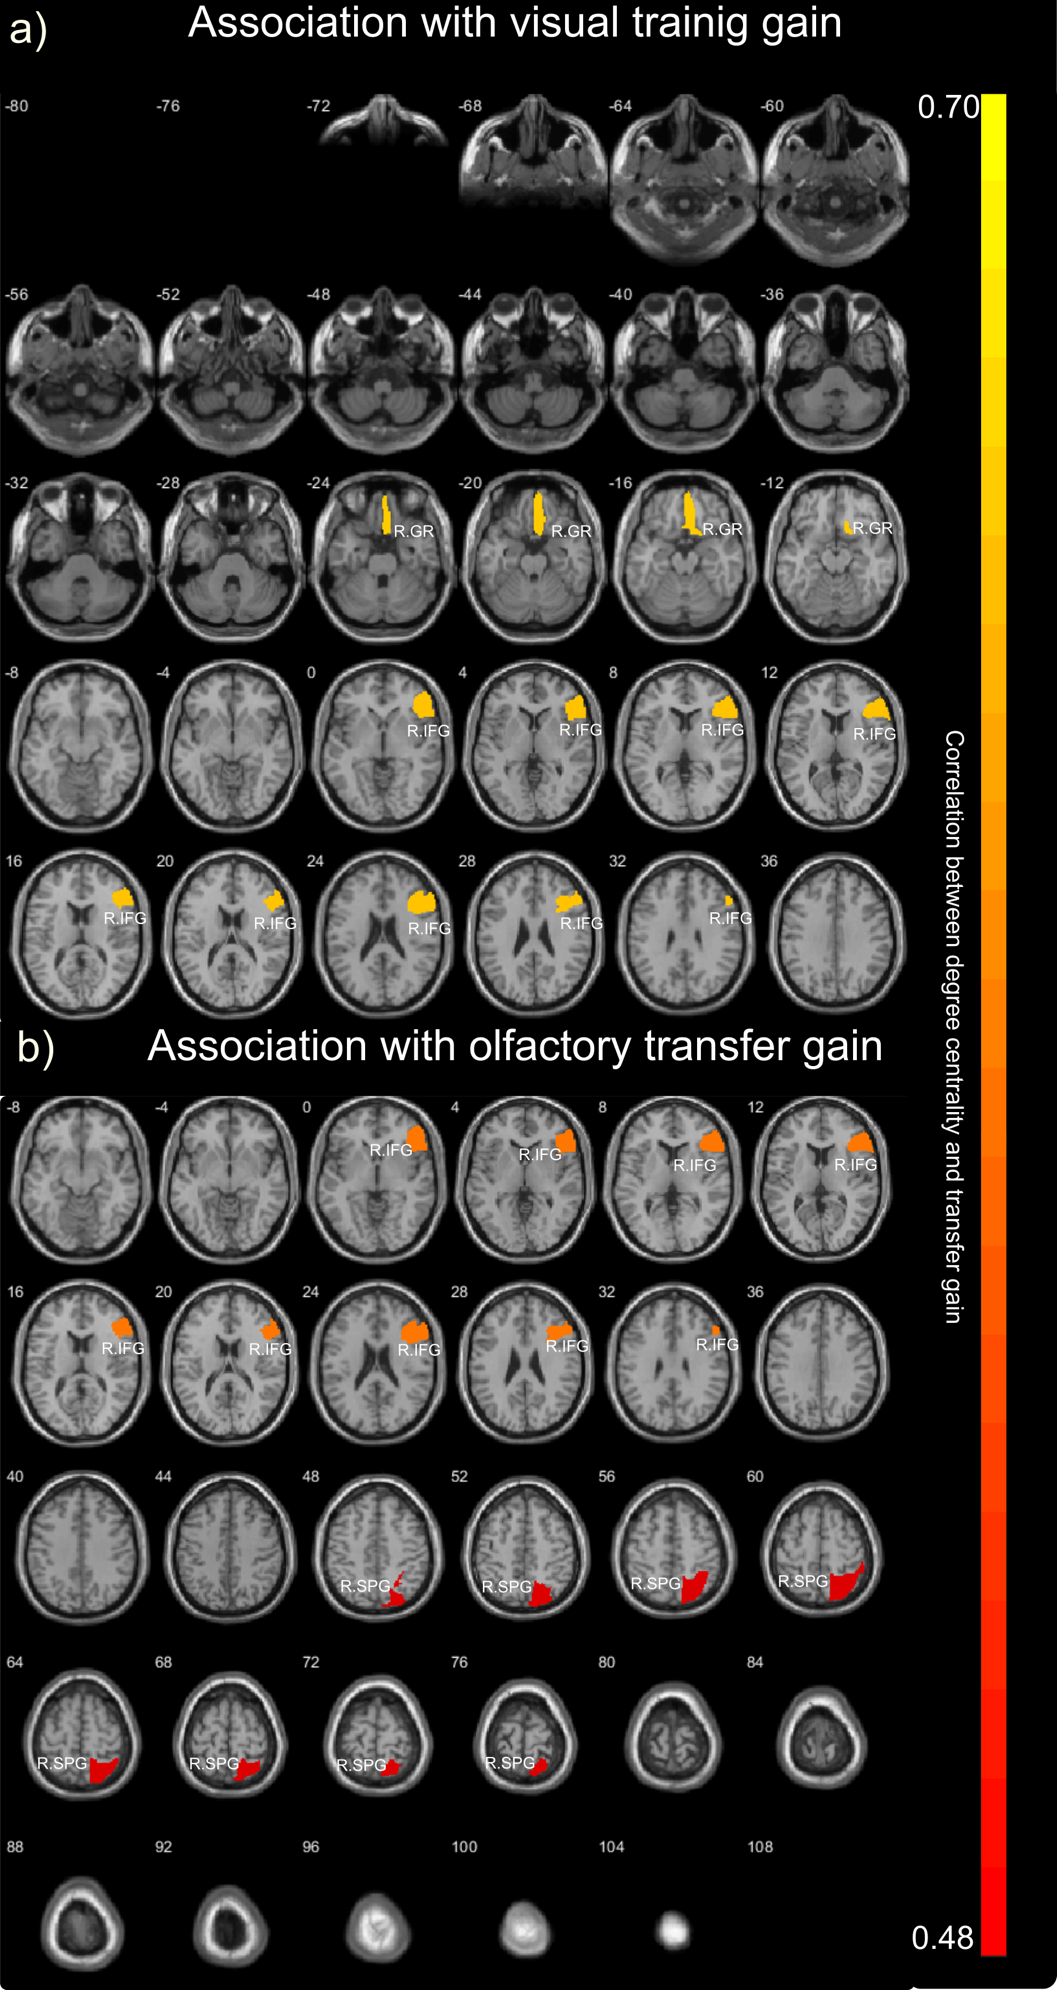 a) Association with visual trainig gain
0.70
-80 -76 -72 -68 -64 -60
-56 -52 -48 -44 -40 -36
-32 -28 -24 -20 -16 -12
R.GR R.GR R.GR R.GR
-8 -4 0 4 8 12
R.IFG R.IFG R.IFG R.IFG
16 20 24 28 32 36
R.IFG R.IFG R.IFG R.IFG R.IFG
Correlation between degree centrality and transfer gain
b) Association with olfactory transfer gain
-8 -4 0 4 8 12
R.IFG R.IFG R.IFG R.IFG
16 20 24 28 32 36
R.IFG R.IFG R.IFG R.IFG R.IFG
40 44 48 52 56 60
R.SPG R.SPG R.SPG R.SPG
64 68 72 76 80 84
R.SPG R.SPG R.SPG R.SPG
88 92 96 100 104 108
0.48